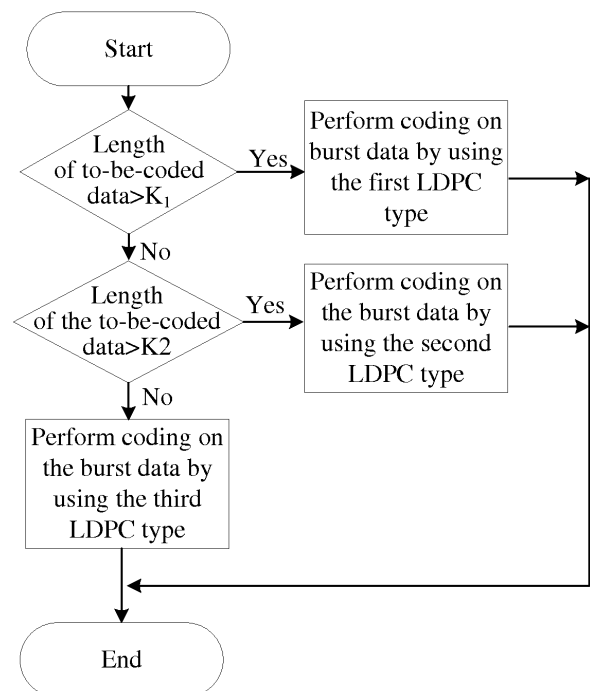 Start
Length
of to-be-coded
data>K₁
Yes
Perform coding on
burst data by using
the first LDPC
type
No
Length
of the to-be-coded
data>K2
Yes
Perform coding on
the burst data by
using the second
LDPC type
No
Perform coding on
the burst data by
using the third
LDPC type
End